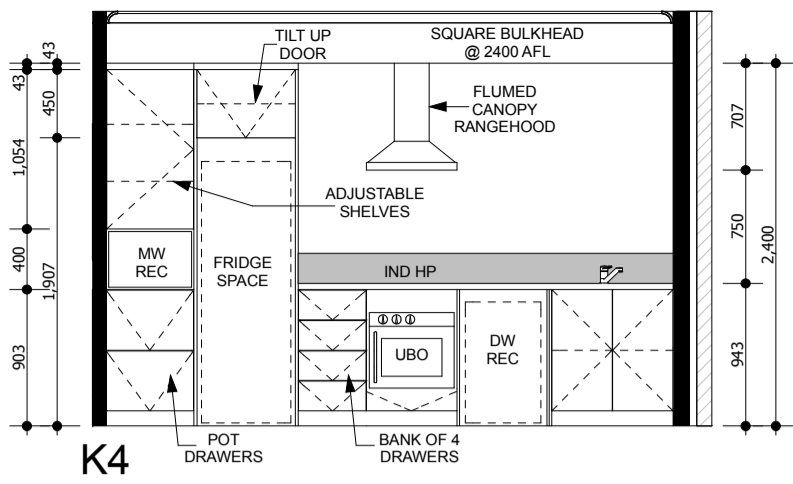 TILT UP
DOOR
SQUARE BULKHEAD
@ 2400 AFL
FLUMED
CANOPY
RANGEHOOD
ADJUSTABLE
SHELVES
MW
REC
FRIDGE
SPACE
IND HP
UBO
DW
REC
POT
DRAWERS
BANK OF 4
DRAWERS
43
43
1,054
400
903
450
1,907
707
750
943
2,400
K4